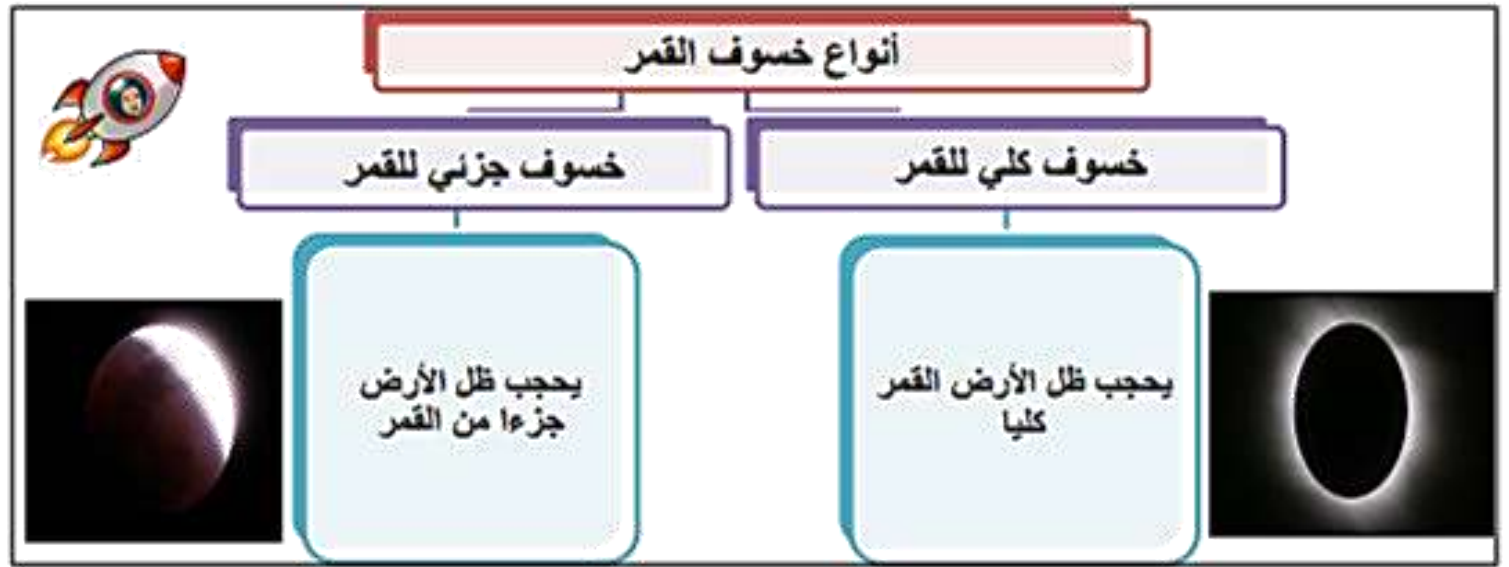 أنواع خسوف القمر
خسوف كلي للقمر
خسوف جزئي للقمر
يحجب ظل الأرض القمر
كليا
يحجب ظل الأرض
جزءا من القمر